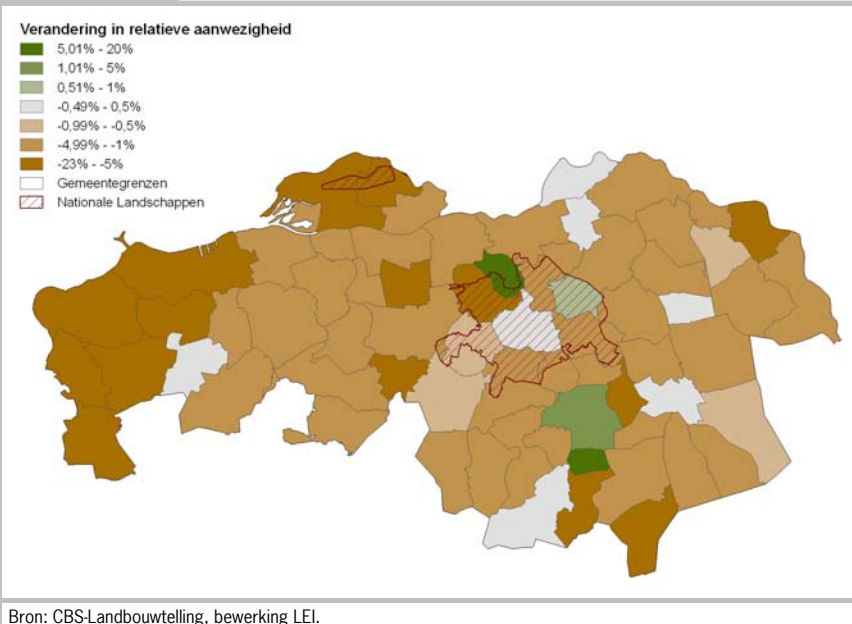 Verandering in relatieve aanwezigheid
5,01% - 20%
1,01% - 5%
0,51% - 1%
-0,49% - 0,5%
-0,99% - -0,5%
-4,99% - -1%
-23% - -5%
Gemeentegrenzen
Nationale Landschappen
Bron: CBS-Landbouwtelling, bewerking LEI.